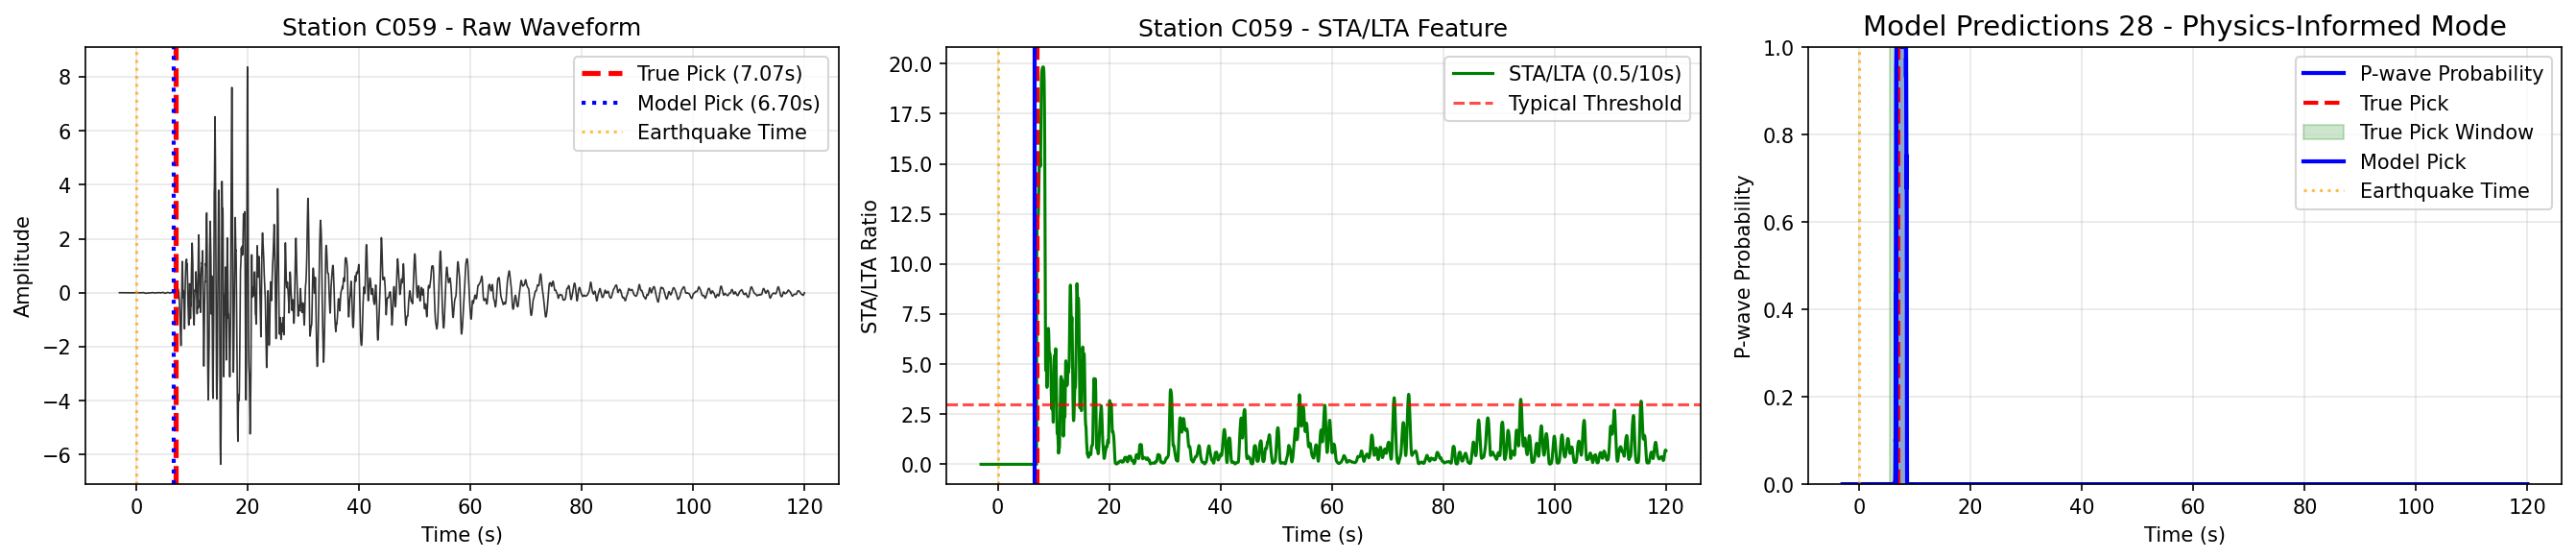 Station C059 - Raw Waveform
Amplitude
8
6
4
2
0
−2
−4
−6
True Pick (7.07s)
Model Pick (6.70s)
Earthquake Time
0 20 40 60 80 100 120
Time (s)
Station C059 - STA/LTA Feature
STA/LTA Ratio
20.0
17.5
15.0
12.5
10.0
7.5
5.0
2.5
0.0
STA/LTA (0.5/10s)
Typical Threshold
0 20 40 60 80 100 120
Time (s)
Model Predictions 28 - Physics-Informed Mode
P-wave Probability
1.0
0.8
0.6
0.4
0.2
0.0
P-wave Probability
True Pick
True Pick Window
Model Pick
Earthquake Time
0 20 40 60 80 100 120
Time (s)